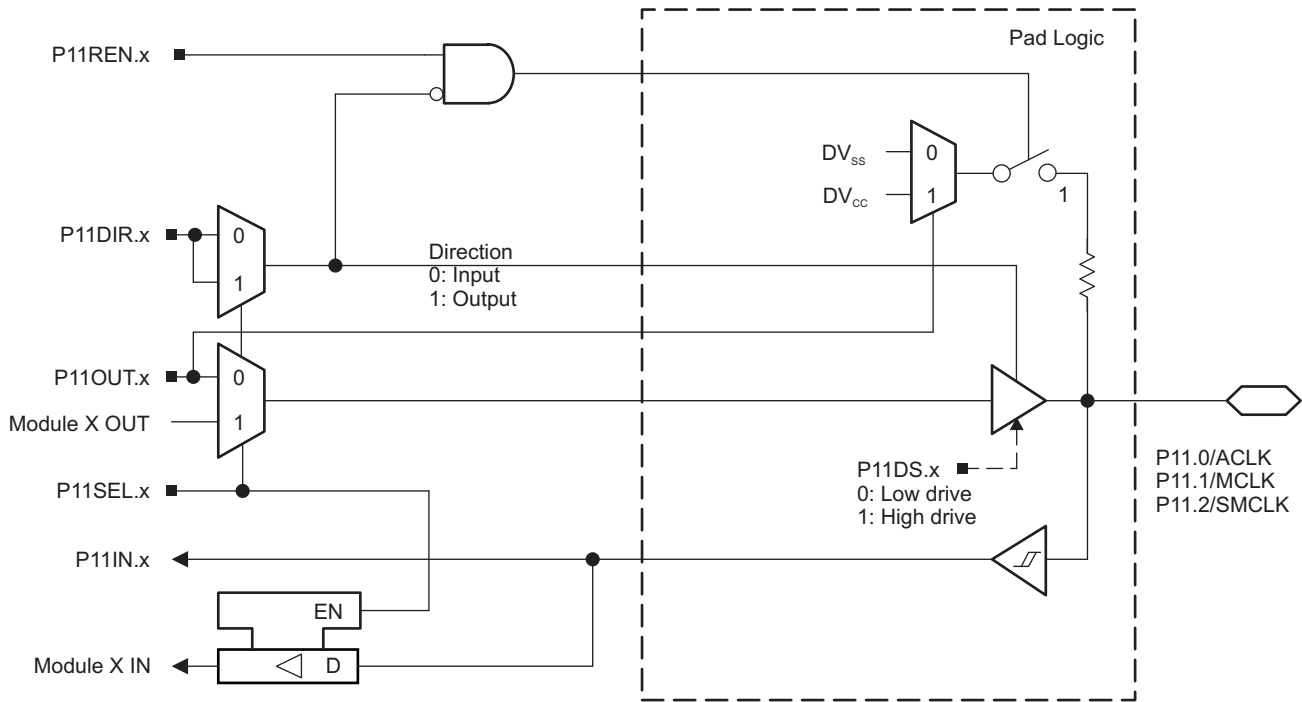 Pad Logic
P11REN.x
DVSS
0
DVCC
1
1
P11DIR.x
0
1
Direction
0: Input
1: Output
P11OUT.x
0
Module X OUT
1
P11SEL.x
P11DS.x
0: Low drive
1: High drive
P11.0/ACLK
P11.1/MCLK
P11.2/SMCLK
P11IN.x
EN
Module X IN
D